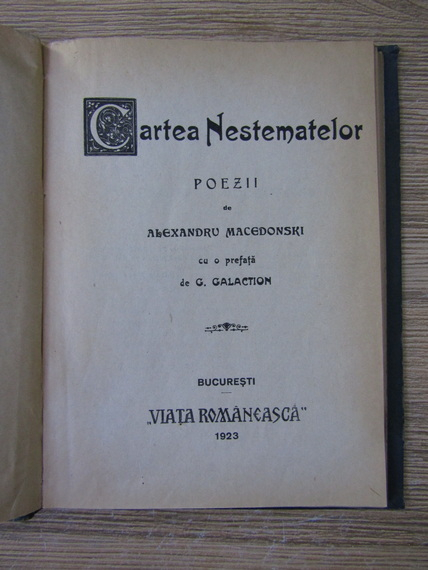 Cartea Nestematelor
POEZII
de
ALEXANDRU MACEDONSKI
cu o prefață
de G. GALACTION
BUCUREȘTI
„VIAȚA ROMÂNEASCĂ"
1923